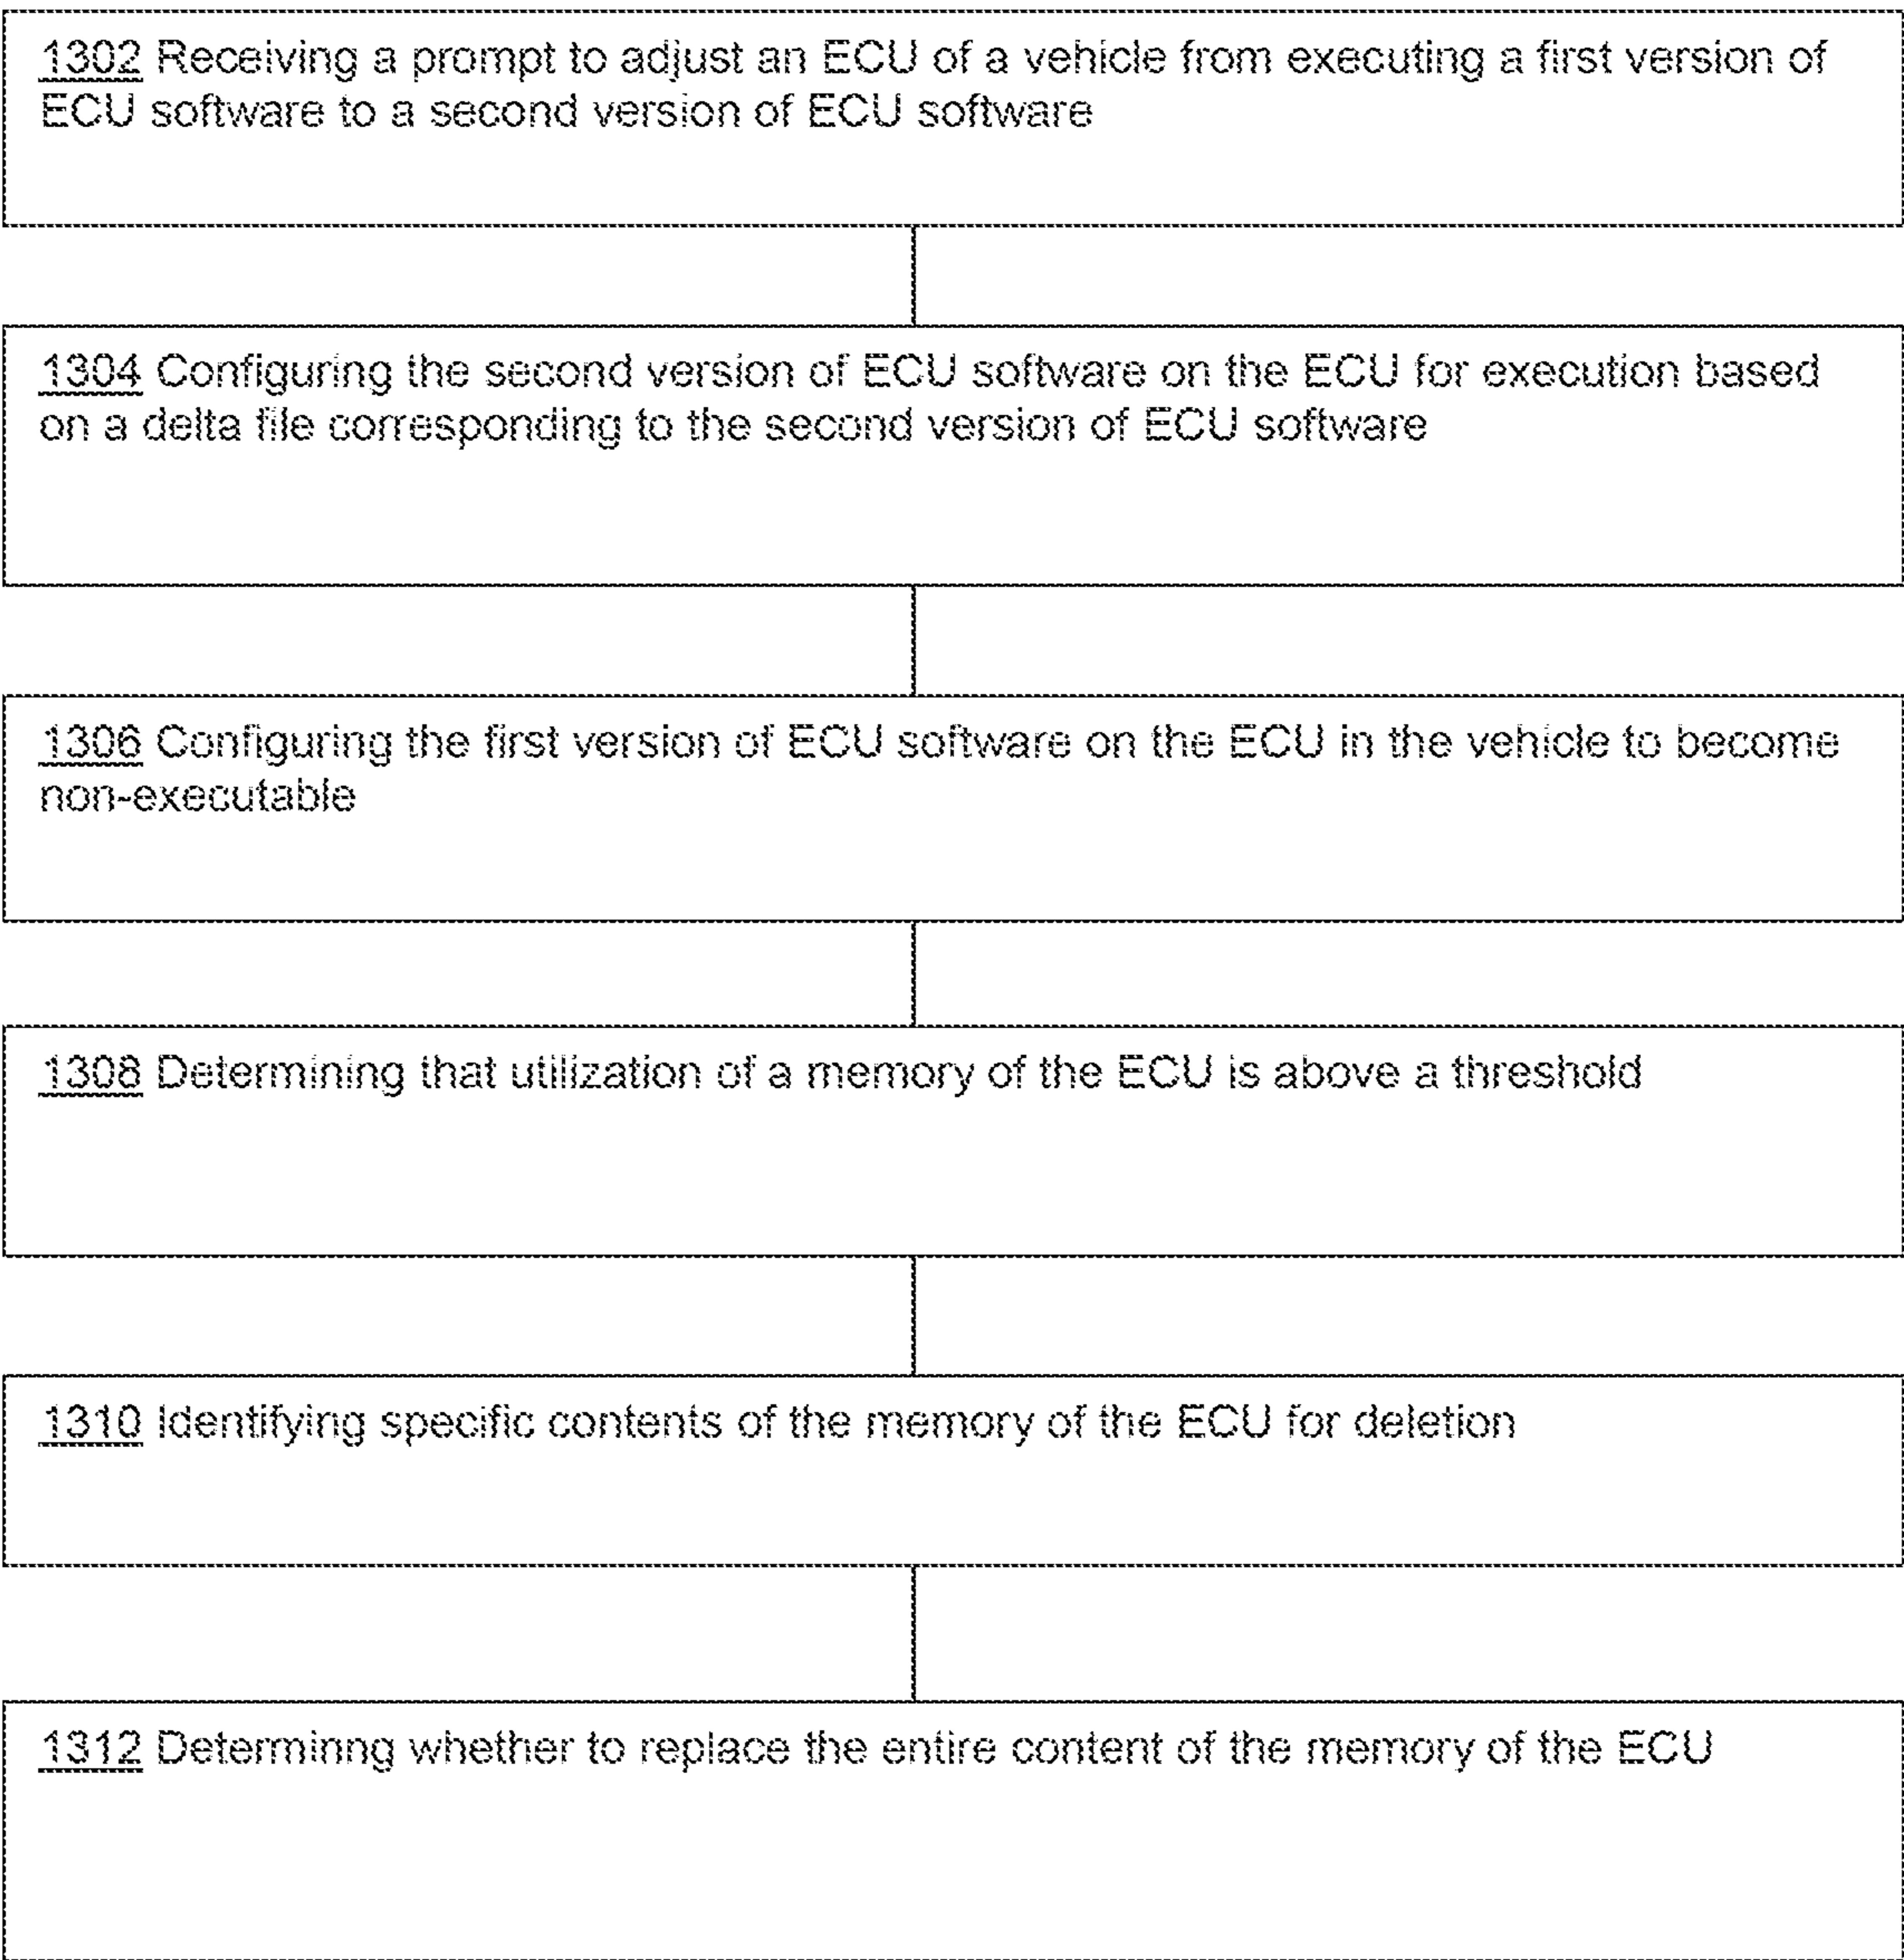 1302 Receiving a prompt to adjust an ECU of a vehicle from executing a first version of
ECU software to a second version of ECU software
1304 Configuring the second version of ECU software on the ECU for execution based
on a delta file corresponding to the second version of ECU software
1306 Configuring the first version of ECU software on the ECU in the vehicle to become
non-executable
1308 Determining that utilization of a memory of the ECU is above a threshold
1310 Identifying specific contents of the memory of the ECU for deletion
1312 Determinng whether to replace the entire content of the memory of the ECU